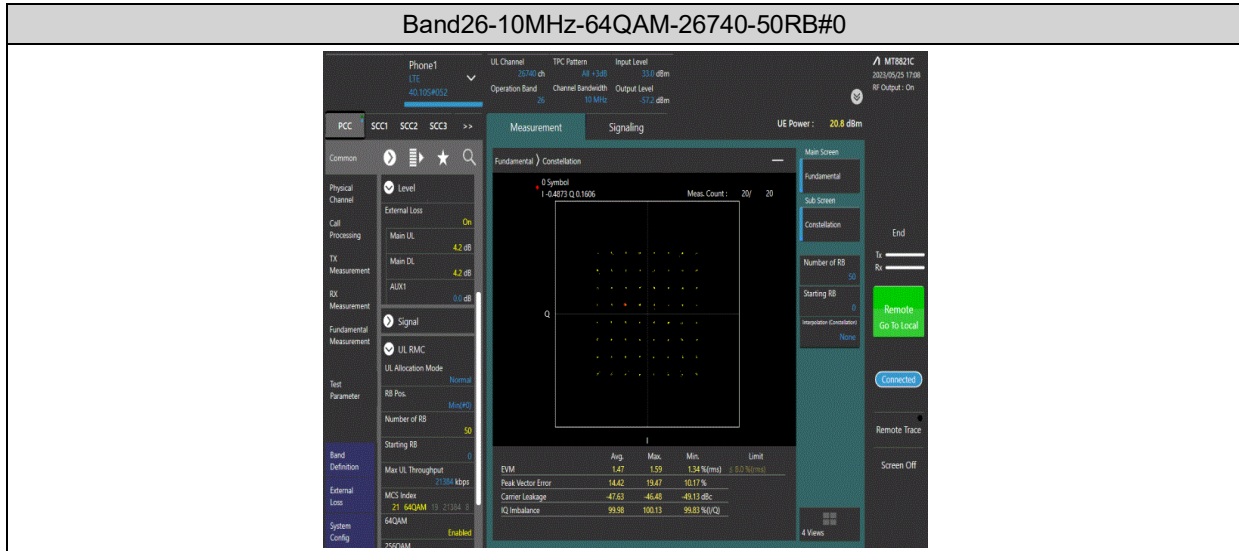 Band26-10MHz-64QAM-26740-50RB#0
Phone1
LTE
40.10S#052
UL Channel TPC Pattern Input Level
26740 ch All +3dB 33.0 dBm
Operation Band Channel Bandwidth Output Level
26 10 MHz -57.2 dBm
MT8821C
2023/05/25 17:08
RF Output : On
PCC SCC1 SCC2 SCC3 >>
Measurement Signaling
UE Power : 20.8 dBm
Common
Physical
Channel
Call
Processing
TX
Measurement
RX
Measurement
Fundamental
Measurement
Test
Parameter
Band
Definition
External
Loss
System
Config
Level
External Loss
On
Main UL
4.2 dB
Main DL
4.2 dB
AUX1
0.0 dB
Signal
UL RMC
UL Allocation Mode
Normal
RB Pos.
Min(#0)
Number of RB
50
Starting RB
0
Max UL Throughput
21384 kbps
MCS Index
21 64QAM 19 21384 8
64QAM
Enabled
256QAM
Fundamental ❭ Constellation
0 Symbol
I -0.4873 Q 0.1606
Meas. Count : 20/ 20
Q
I
Avg. Max. Min. Limit
EVM 1.47 1.59 1.34 %(rms) ≤ 8.0 %(rms)
Peak Vector Error 14.42 19.47 10.17 %
Carrier Leakage -47.63 -46.48 -49.13 dBc
IQ Imbalance 99.98 100.13 99.83 %(I/Q)
Main Screen
Fundamental
Sub Screen
Constellation
Number of RB
50
Starting RB
0
Interpolation (Constellation)
None
4 Views
End
Tx
Rx
Remote
Go To Local
Connected
Remote Trace
Screen Off